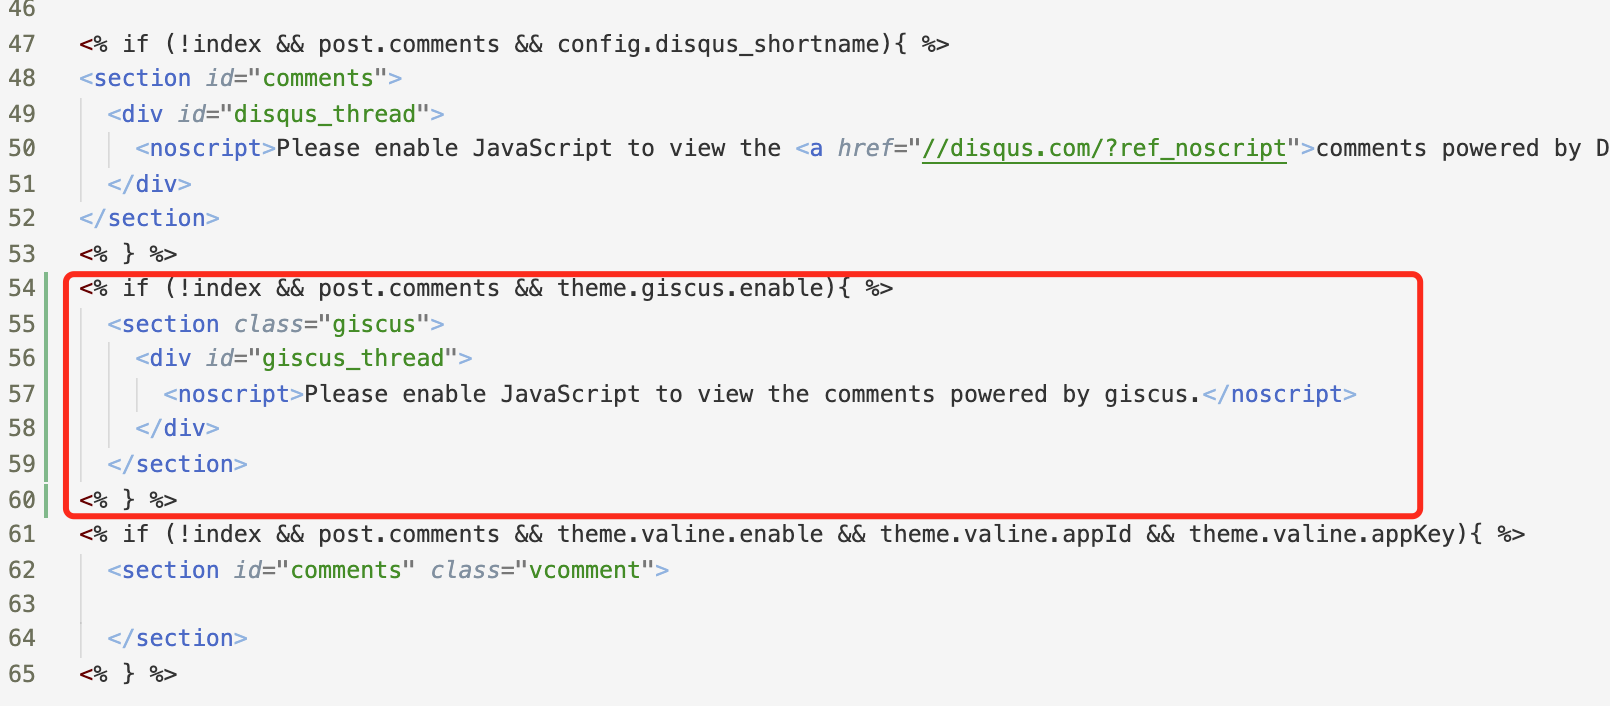 46
47 <% if (!index && post.comments && config.disqus_shortname){ %>
48 <section id="comments">
49 <div id="disqus_thread">
50 <noscript>Please enable JavaScript to view the <a href="//disqus.com/?ref_noscript">comments powered by D
51 </div>
52 </section>
53 <% } %>
54 <% if (!index && post.comments && theme.giscus.enable){ %>
55 <section class="giscus">
56 <div id="giscus_thread">
57 <noscript>Please enable JavaScript to view the comments powered by giscus.</noscript>
58 </div>
59 </section>
60 <% } %>
61 <% if (!index && post.comments && theme.valine.enable && theme.valine.appId && theme.valine.appKey){ %>
62 <section id="comments" class="vcomment">
63
64 </section>
65 <% } %>